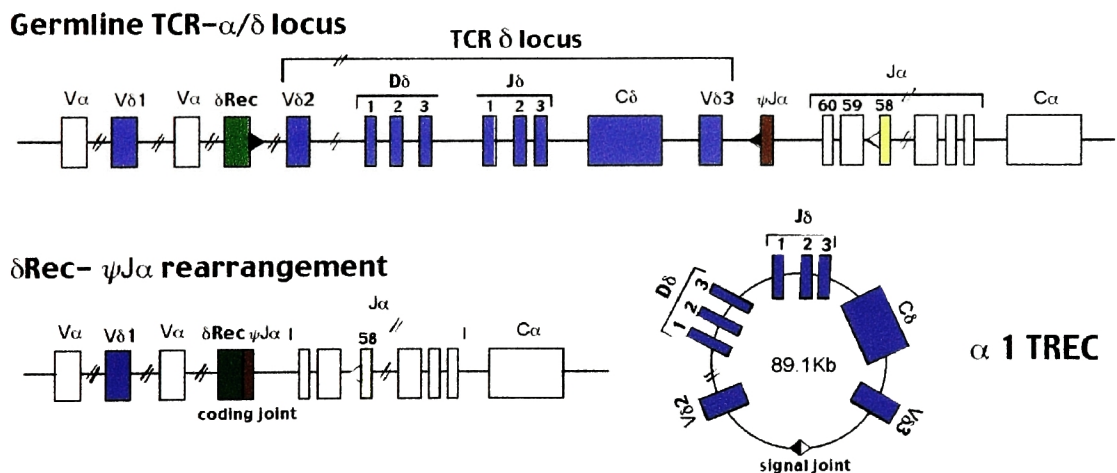 Germline TCR-α/δ locus
TCR δ locus
Vα Vδ1 Vα δRec Vδ2 Dδ 1 2 3 Jδ 1 2 3 Cδ Vδ3 ψJα Jα 60 59 58 Cα
δRec- ψJα rearrangement
Vα Vδ1 Vα δRec ψJα Jα 58 Cα
coding joint
Jδ
1 2 3
Dδ
1 2 3
Cδ
89.1Kb
α 1 TREC
Vδ2
Vδ3
signal joint